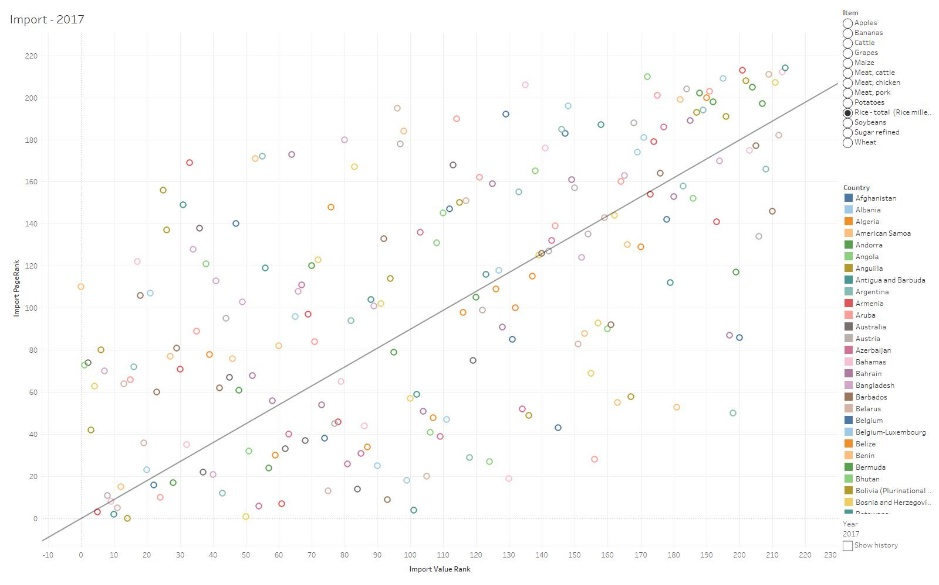 Import - 2017
Item
Apples
Bananas
Cattle
Grapes
Maize
Meat, cattle
Meat, chicken
Meat, pork
Potatoes
Rice - total (Rice mille..
Soybeans
Sugar refined
Wheat
Country
Afghanistan
Albania
Algeria
American Samoa
Andorra
Angola
Anguilla
Antigua and Barbuda
Argentina
Armenia
Aruba
Australia
Austria
Azerbaijan
Bahamas
Bahrain
Bangladesh
Barbados
Belarus
Belgium
Belgium-Luxembourg
Belize
Benin
Bermuda
Bhutan
Bolivia (Plurinational ..
Bosnia and Herzegovi..
Botswana
Year
2017
Show history
Import PageRank
220
200
180
160
140
120
100
80
60
40
20
0
-10 0 10 20 30 40 50 60 70 80 90 100 110 120 130 140 150 160 170 180 190 200 210 220 230
Import Value Rank